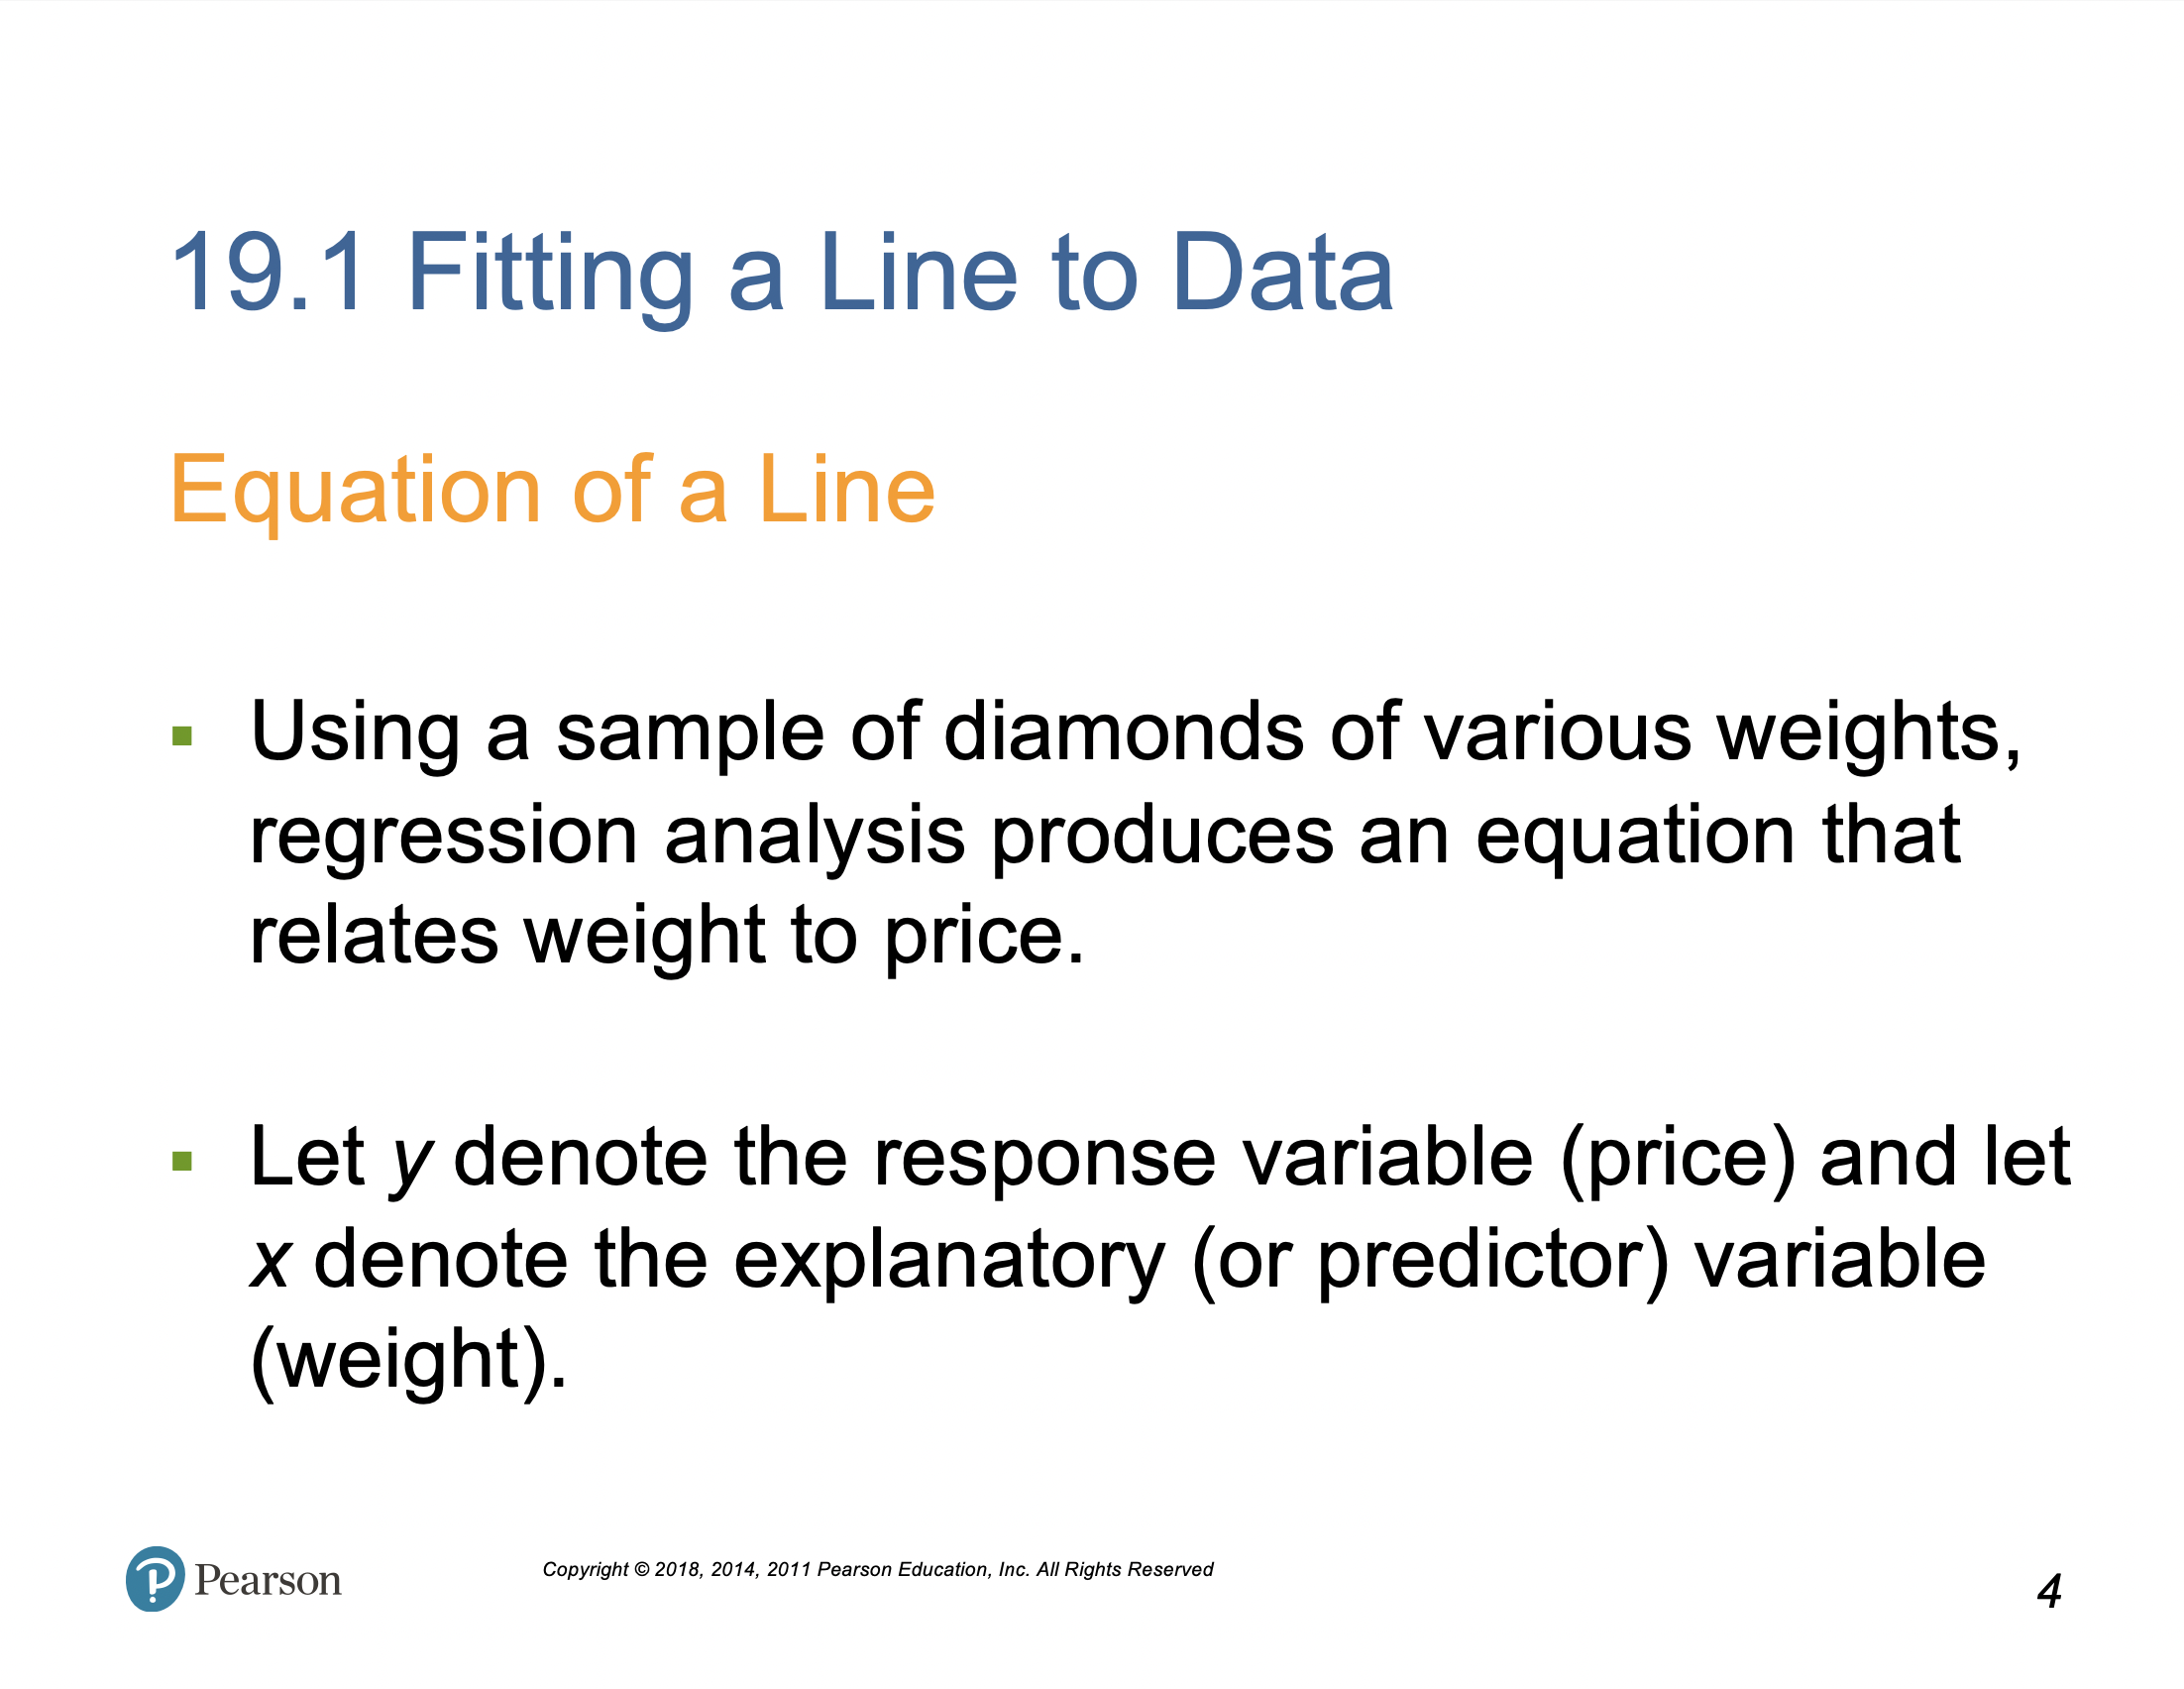 19.1 Fitting a Line to Data
Equation of a Line
▪ Using a sample of diamonds of various weights,
regression analysis produces an equation that
relates weight to price.
▪ Let y denote the response variable (price) and let
x denote the explanatory (or predictor) variable
(weight).
Pearson
Copyright © 2018, 2014, 2011 Pearson Education, Inc. All Rights Reserved
4